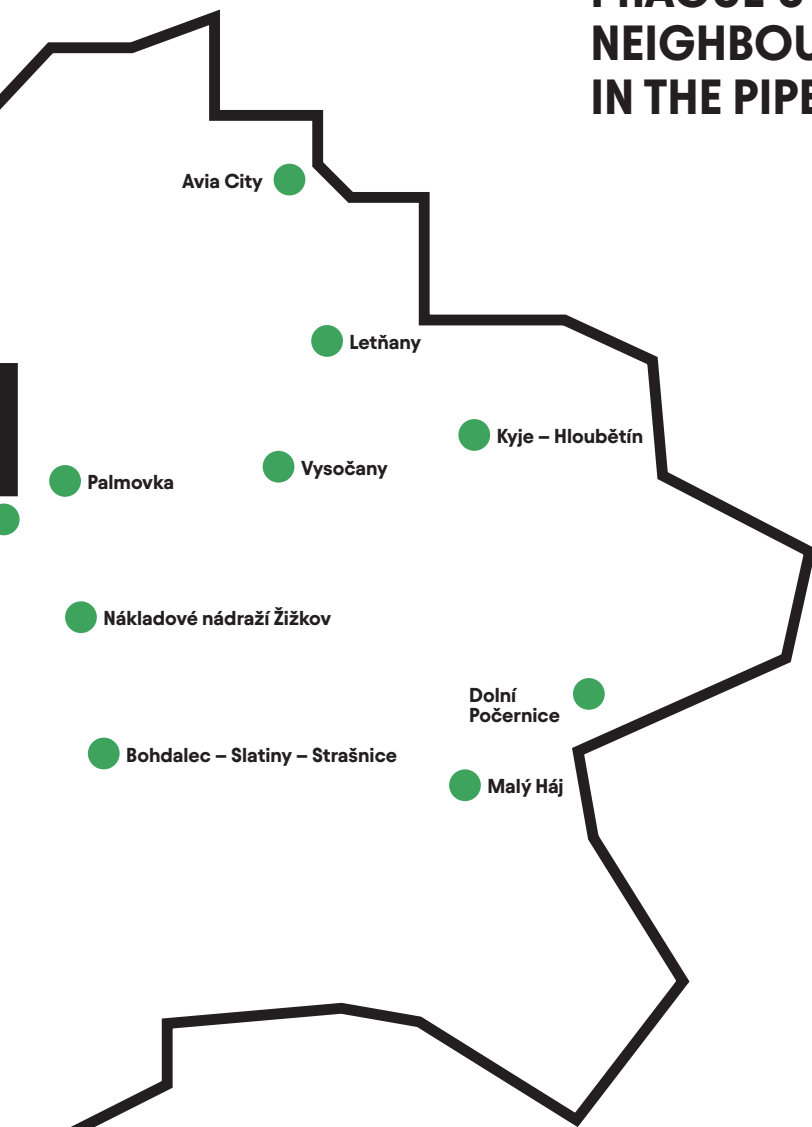 NEIGHBOU
IN THE PIPE
Avia City
Letňany
Kyje – Hloubětín
Vysočany
Palmovka
Nákladové nádraží Žižkov
Dolní
Počernice
Bohdalec – Slatiny – Strašnice
Malý Háj